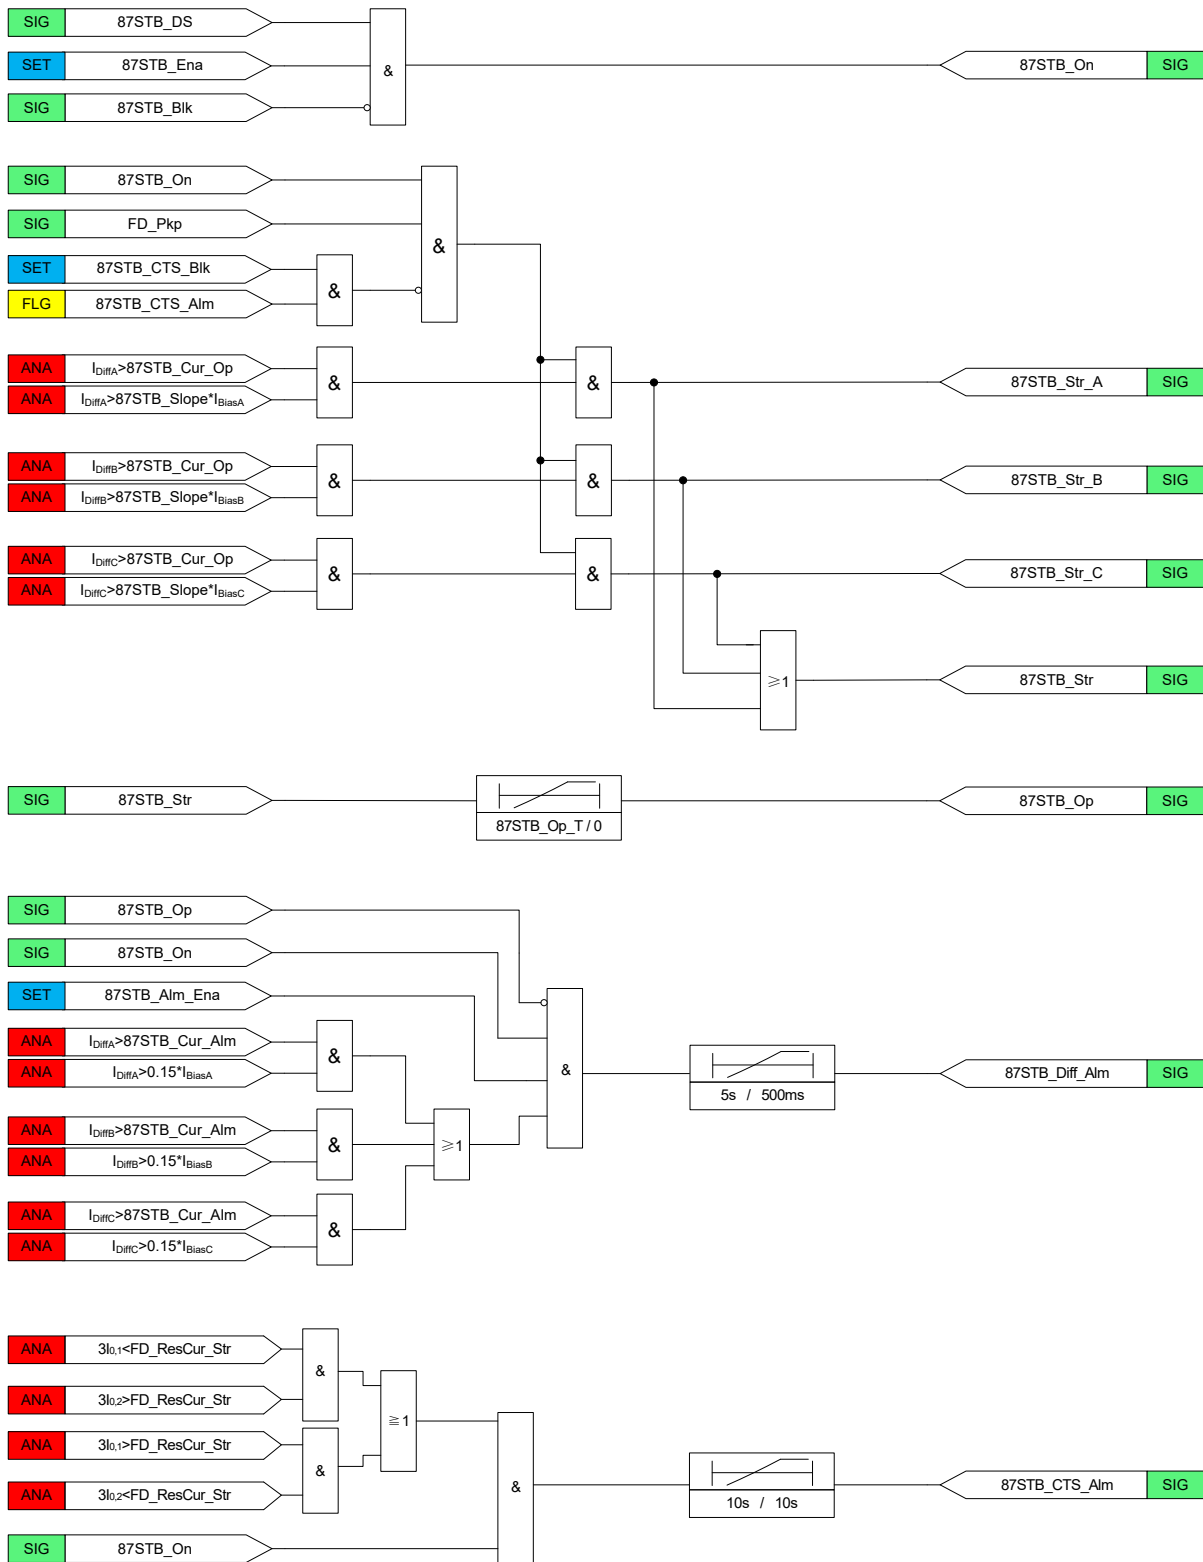 SIG 87STB_DS
SET 87STB_Ena & 87STB_On SIG
SIG 87STB_Blk
SIG 87STB_On
SIG FD_Pkp
&
SET 87STB_CTS_Blk
&
FLG 87STB_CTS_Alm
ANA IDiffA>87STB_Cur_Op
& & 87STB_Str_A SIG
ANA IDiffA>87STB_Slope*IBiasA
ANA IDiffB>87STB_Cur_Op
& & 87STB_Str_B SIG
ANA IDiffB>87STB_Slope*IBiasB
ANA IDiffC>87STB_Cur_Op
& & 87STB_Str_C SIG
ANA IDiffC>87STB_Slope*IBiasC
≥1 87STB_Str SIG
SIG 87STB_Str 87STB_Op SIG
87STB_Op_T / 0
SIG 87STB_Op
SIG 87STB_On
SET 87STB_Alm_Ena
ANA IDiffA>87STB_Cur_Alm
&
ANA IDiffA>0.15*IBiasA & 87STB_Diff_Alm SIG
5s / 500ms
ANA IDiffB>87STB_Cur_Alm
& ≥1
ANA IDiffB>0.15*IBiasB
ANA IDiffC>87STB_Cur_Alm
&
ANA IDiffC>0.15*IBiasC
ANA 3I0,1<FD_ResCur_Str
&
ANA 3I0,2>FD_ResCur_Str
≧1
ANA 3I0,1>FD_ResCur_Str
&
ANA 3I0,2<FD_ResCur_Str & 87STB_CTS_Alm SIG
10s / 10s
SIG 87STB_On